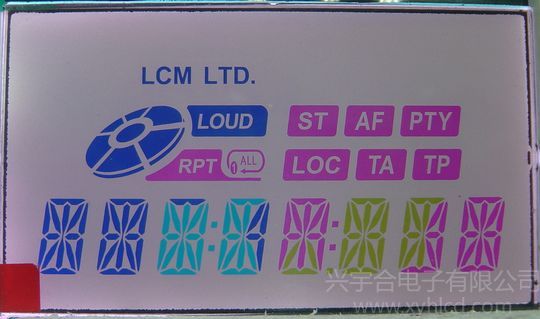 LCM LTD.
LOUD ST AF PTY
RPT ALL LOC TA TP
兴宇合电子有限公司
www.xyhlcd.com